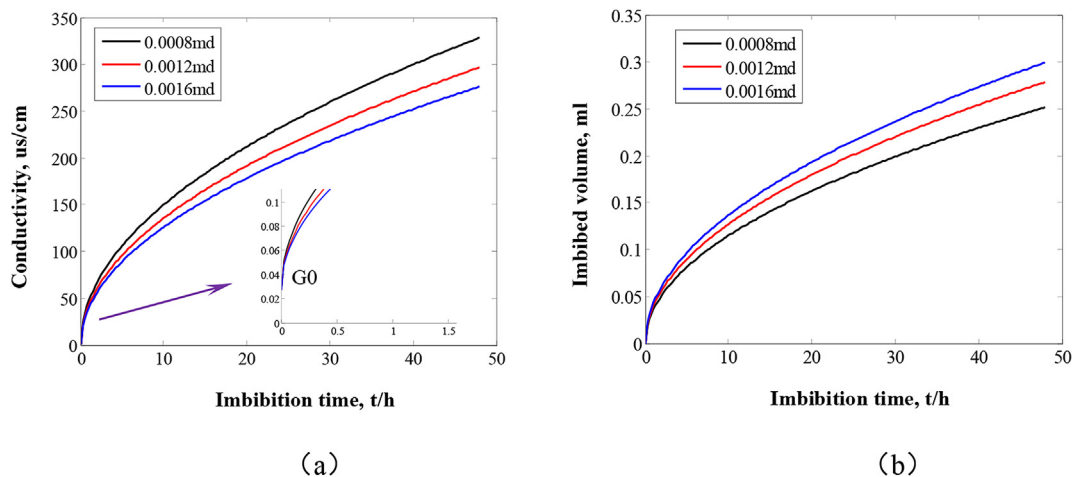 350
300
250
200
150
100
50
0
0.0008md
0.0012md
0.0016md
Conductivity, us/cm
0.1
0.08
0.06
0.04
0.02
0
G0
0 0.5 1 1.5
0 10 20 30 40 50
Imbibition time, t/h
(a)
0.35
0.3
0.25
0.2
0.15
0.1
0.05
0
0.0008md
0.0012md
0.0016md
Imbibed volume, ml
0 10 20 30 40 50
Imbibition time, t/h
(b)